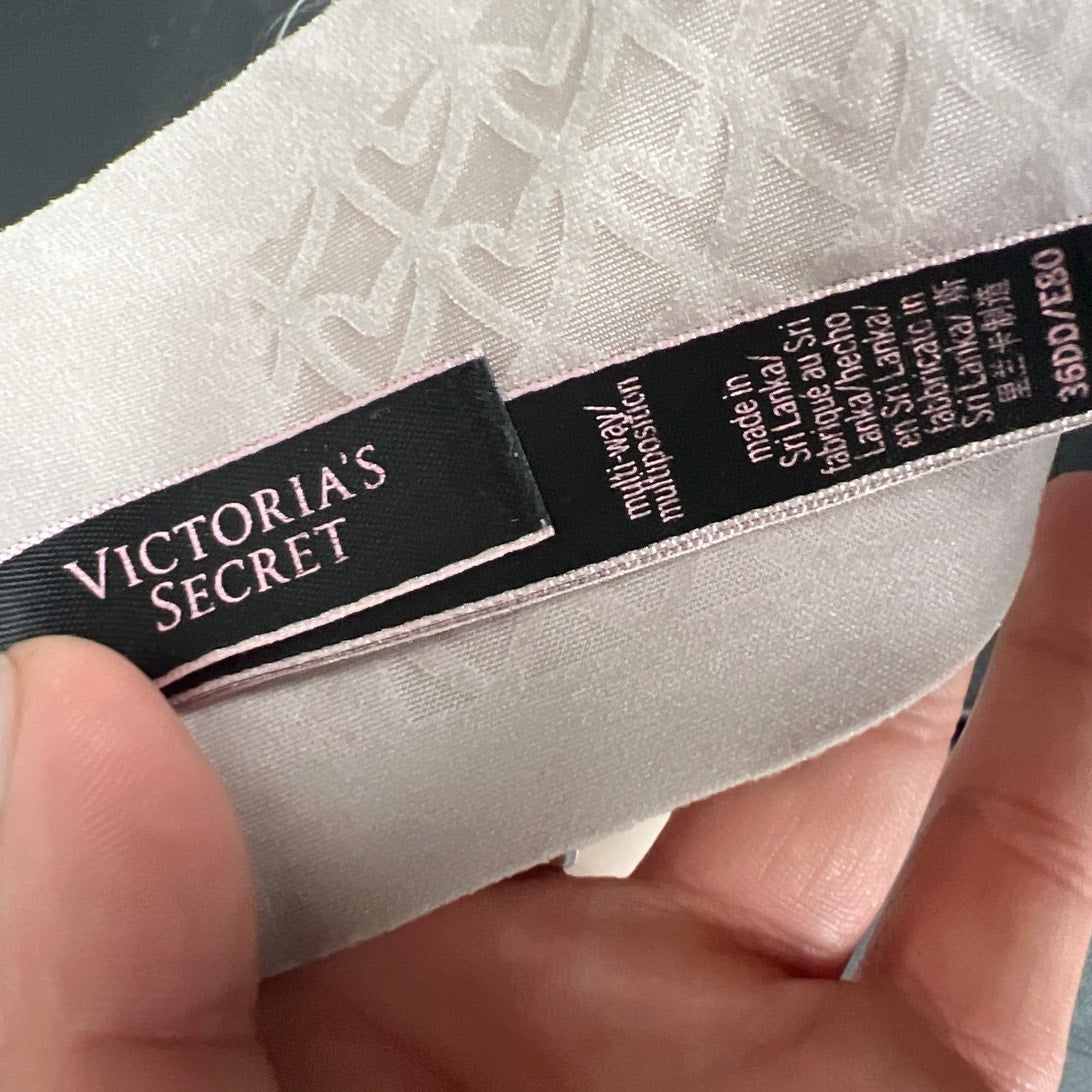 VICTORIA'S
SECRET
multi-way/
multiposition
made in
Sri Lanka/
fabriqué au Sri
Lanka/hecho
en Sri Lanka/
fabbricato in
Sri Lanka/ 斯
里兰卡制造
36DD/E80